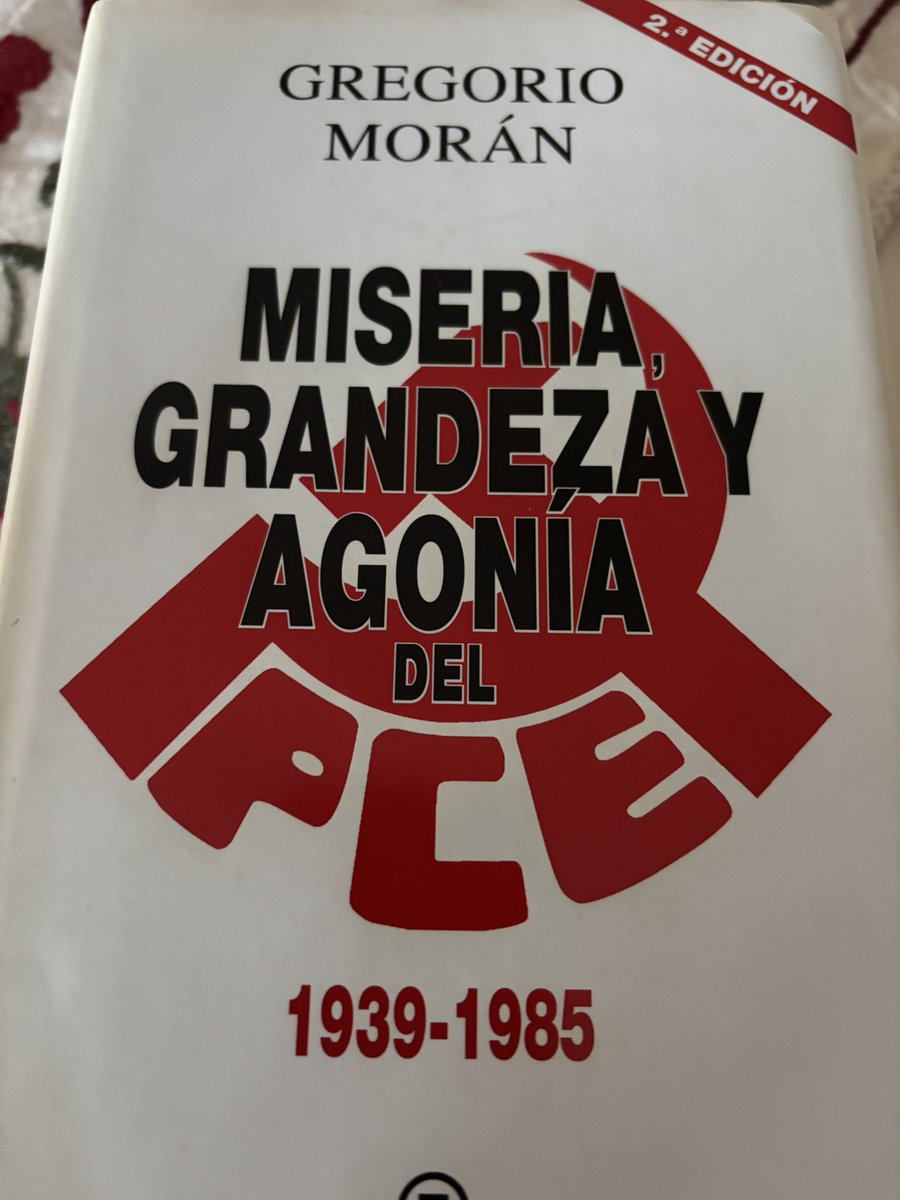 2.ª EDICIÓN
GREGORIO
MORÁN
MISERIA,
GRANDEZA Y
AGONÍA
DEL
PCE
1939-1985